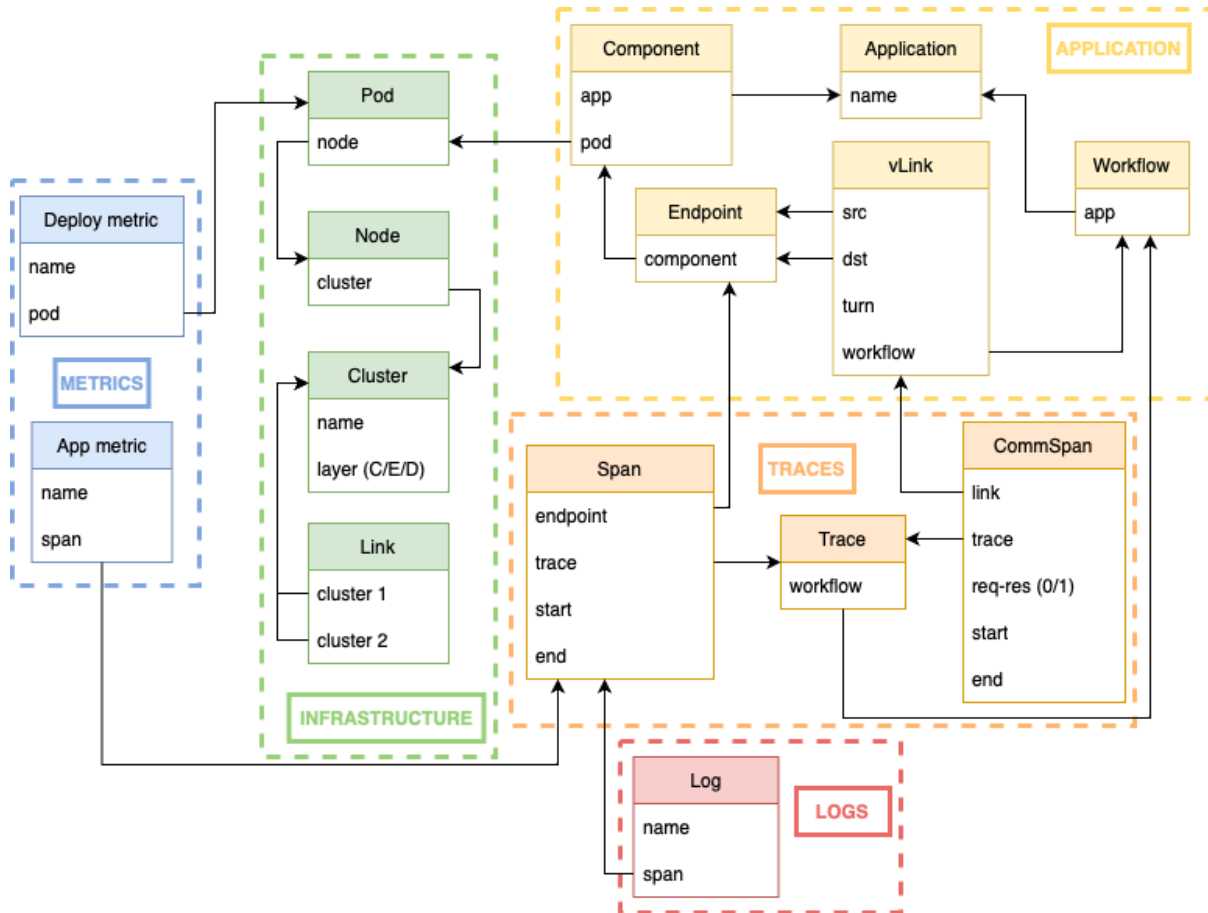 Component
app
pod
Application
name
APPLICATION
Pod
node
vLink
src
dst
turn
workflow
Workflow
app
Endpoint
component
Deploy metric
name
pod
Node
cluster
METRICS
Cluster
name
layer (C/E/D)
App metric
name
span
Link
cluster 1
cluster 2
INFRASTRUCTURE
Span
endpoint
trace
start
end
TRACES
Trace
workflow
CommSpan
link
trace
req-res (0/1)
start
end
Log
name
span
LOGS